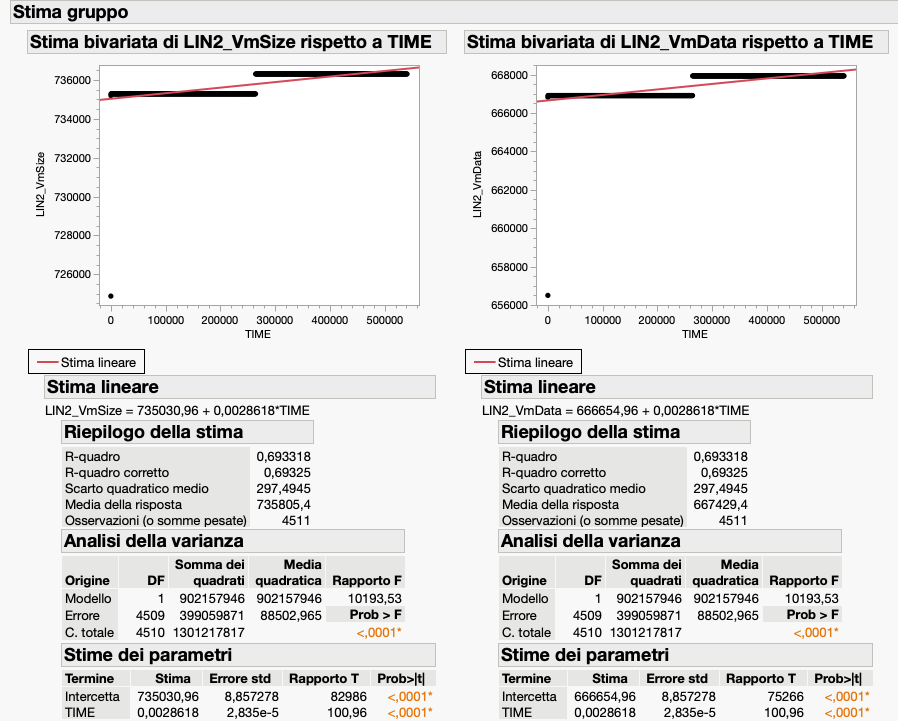 Stima gruppo
Stima bivariata di LIN2_VmSize rispetto a TIME
736000
734000
732000
730000
728000
726000
LIN2_VmSize
0 100000 200000 300000 400000 500000
TIME
Stima lineare
Stima lineare
LIN2_VmSize = 735030,96 + 0,0028618*TIME
Riepilogo della stima
R-quadro 0,693318
R-quadro corretto 0,69325
Scarto quadratico medio 297,4945
Media della risposta 735805,4
Osservazioni (o somme pesate) 4511
Analisi della varianza
Somma dei Media
Origine DF quadrati quadratica Rapporto F
Modello 1 902157946 902157946 10193,53
Errore 4509 399059871 88502,965 Prob > F
C. totale 4510 1301217817 <,0001*
Stime dei parametri
Termine Stima Errore std Rapporto T Prob>|t|
Intercetta 735030,96 8,857278 82986 <,0001*
TIME 0,0028618 2,835e-5 100,96 <,0001*
Stima bivariata di LIN2_VmData rispetto a TIME
668000
666000
664000
662000
660000
658000
656000
LIN2_VmData
0 100000 200000 300000 400000 500000
TIME
Stima lineare
Stima lineare
LIN2_VmData = 666654,96 + 0,0028618*TIME
Riepilogo della stima
R-quadro 0,693318
R-quadro corretto 0,69325
Scarto quadratico medio 297,4945
Media della risposta 667429,4
Osservazioni (o somme pesate) 4511
Analisi della varianza
Somma dei Media
Origine DF quadrati quadratica Rapporto F
Modello 1 902157946 902157946 10193,53
Errore 4509 399059871 88502,965 Prob > F
C. totale 4510 1301217817 <,0001*
Stime dei parametri
Termine Stima Errore std Rapporto T Prob>|t|
Intercetta 666654,96 8,857278 75266 <,0001*
TIME 0,0028618 2,835e-5 100,96 <,0001*